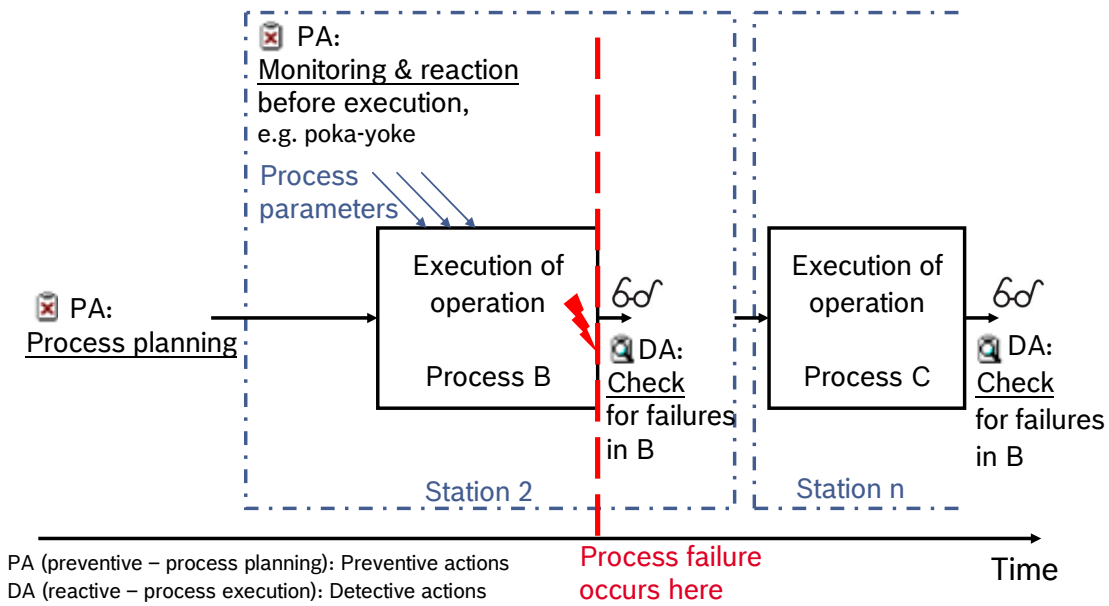 PA:
Monitoring & reaction
before execution,
e.g. poka-yoke
Process
parameters
PA:
Process planning
Execution of
operation
Process B
DA:
Check
for failures
in B
Station 2
Execution of
operation
Process C
DA:
Check
for failures
in B
Station n
Process failure
occurs here
Time
PA (preventive – process planning): Preventive actions
DA (reactive – process execution): Detective actions